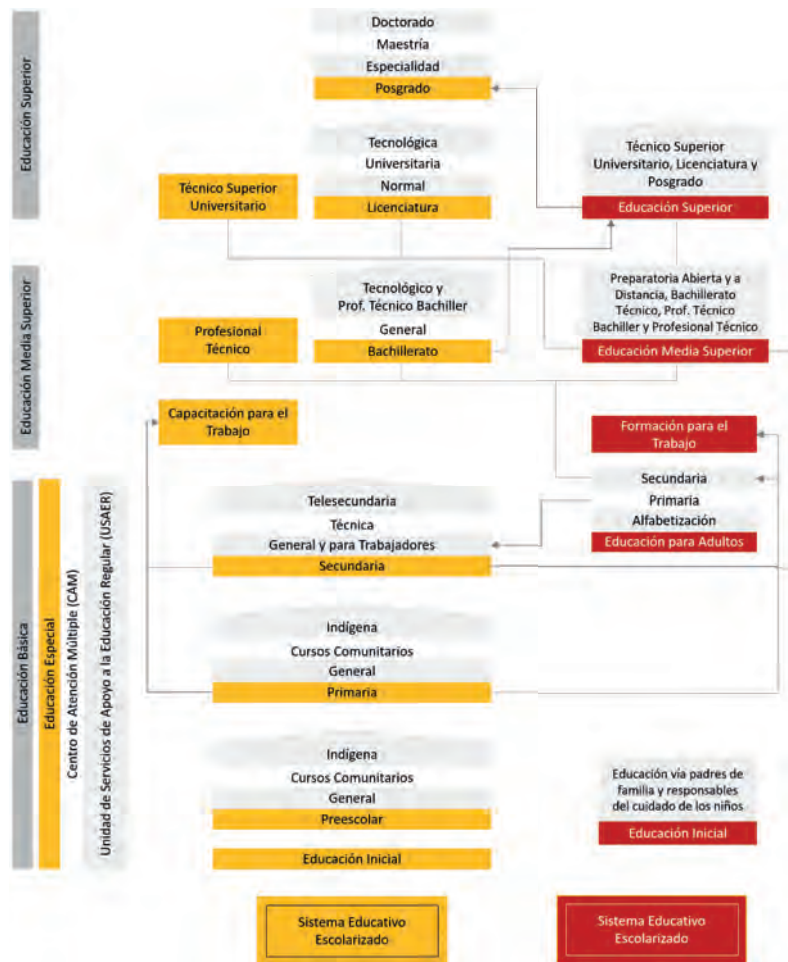 Doctorado
Maestría
Especialidad
Posgrado
Educación Superior
Tecnológica
Universitaria
Normal
Licenciatura
Técnico Superior
Universitario
Técnico Superior
Universitario, Licenciatura y
Posgrado
Educación Superior
Educación Media Superior
Tecnológico y
Prof. Técnico Bachiller
General
Bachillerato
Profesional
Técnico
Preparatoria Abierta y a
Distancia, Bachillerato
Técnico, Prof. Técnico
Bachiller y Profesional Técnico
Educación Media Superior
Capacitación para el
Trabajo
Formación para el
Trabajo
Secundaria
Primaria
Alfabetización
Educación para Adultos
Educación Básica
Educación Especial
Centro de Atención Múltiple (CAM)
Unidad de Servicios de Apoyo a la Educación Regular (USAER)
Telesecundaria
Técnica
General y para Trabajadores
Secundaria
Indígena
Cursos Comunitarios
General
Primaria
Indígena
Cursos Comunitarios
General
Preescolar
Educación Inicial
Educación vía padres de
familia y responsables
del cuidado de los niños
Educación Inicial
Sistema Educativo
Escolarizado
Sistema Educativo
Escolarizado